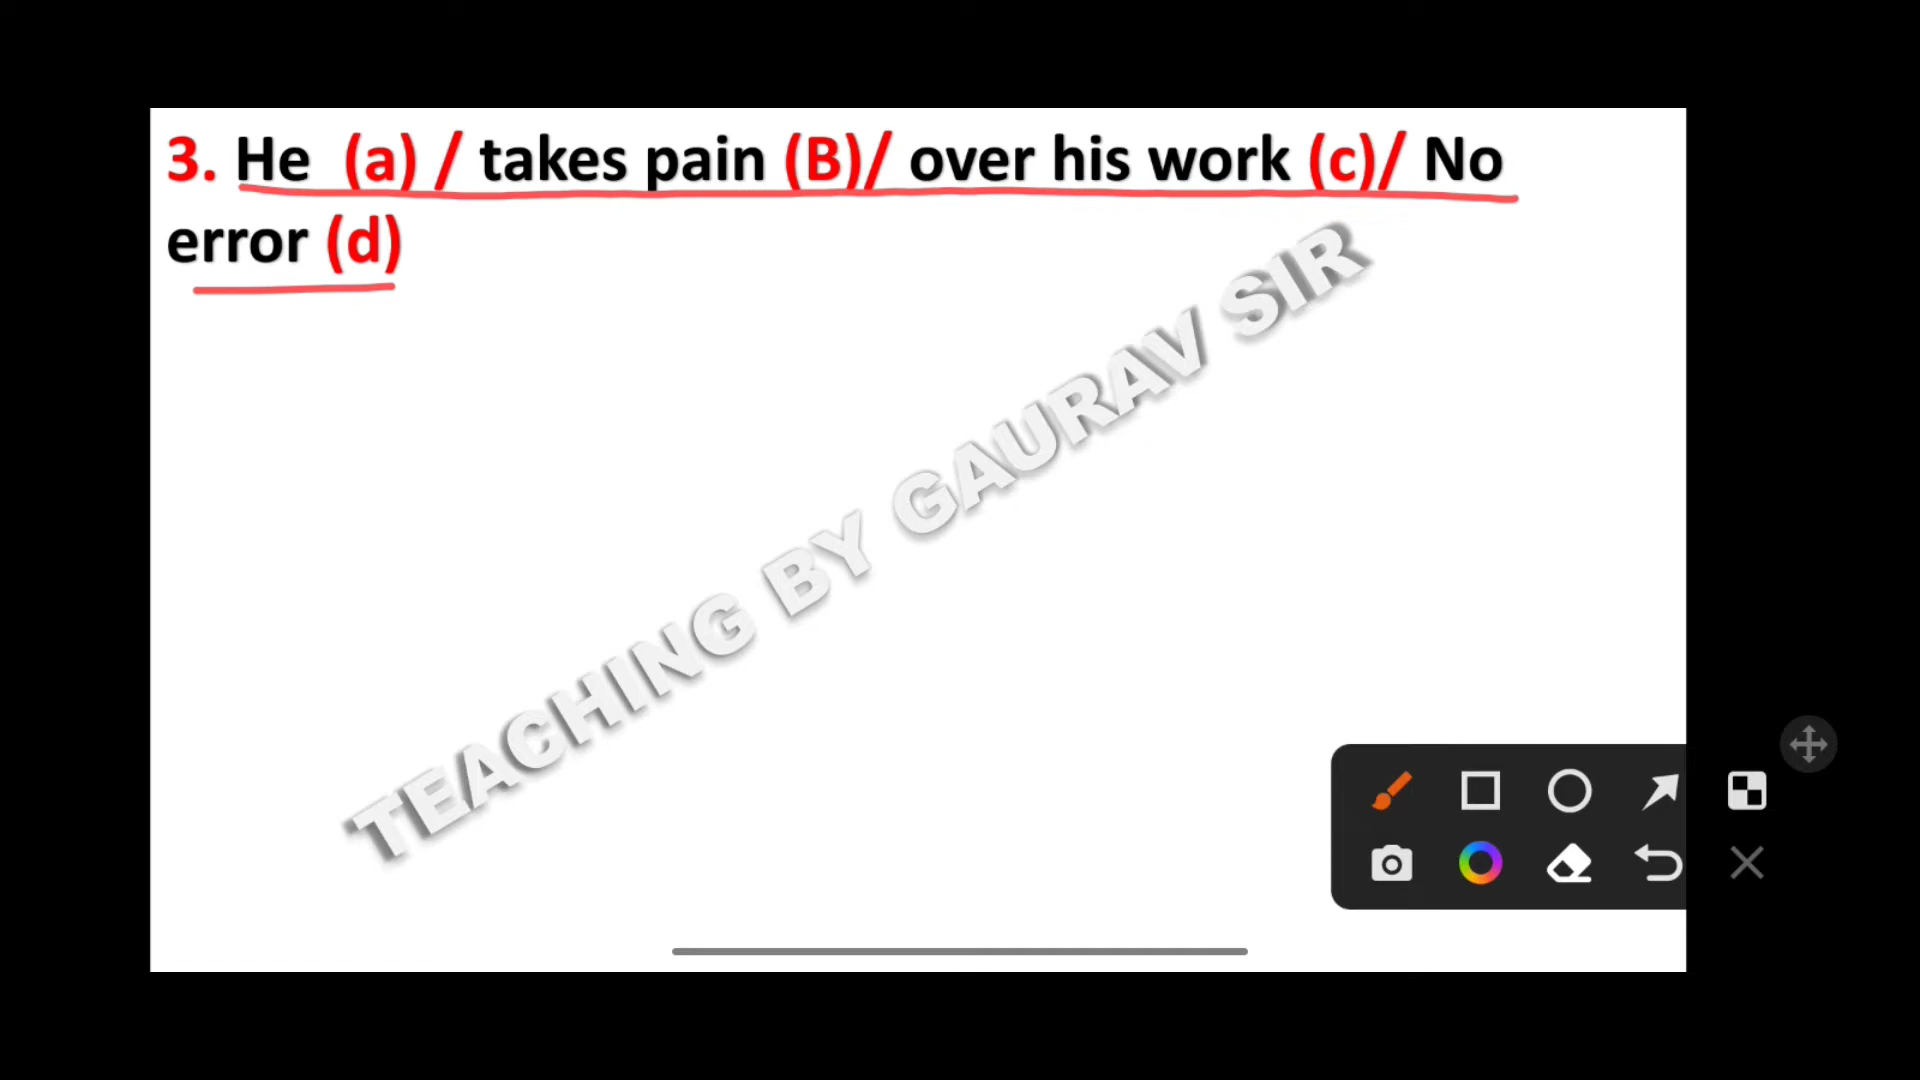 3. He (a) / takes pain (B)/ over his work (c)/ No
error (d)
TEACHING BY GAURAV SIR